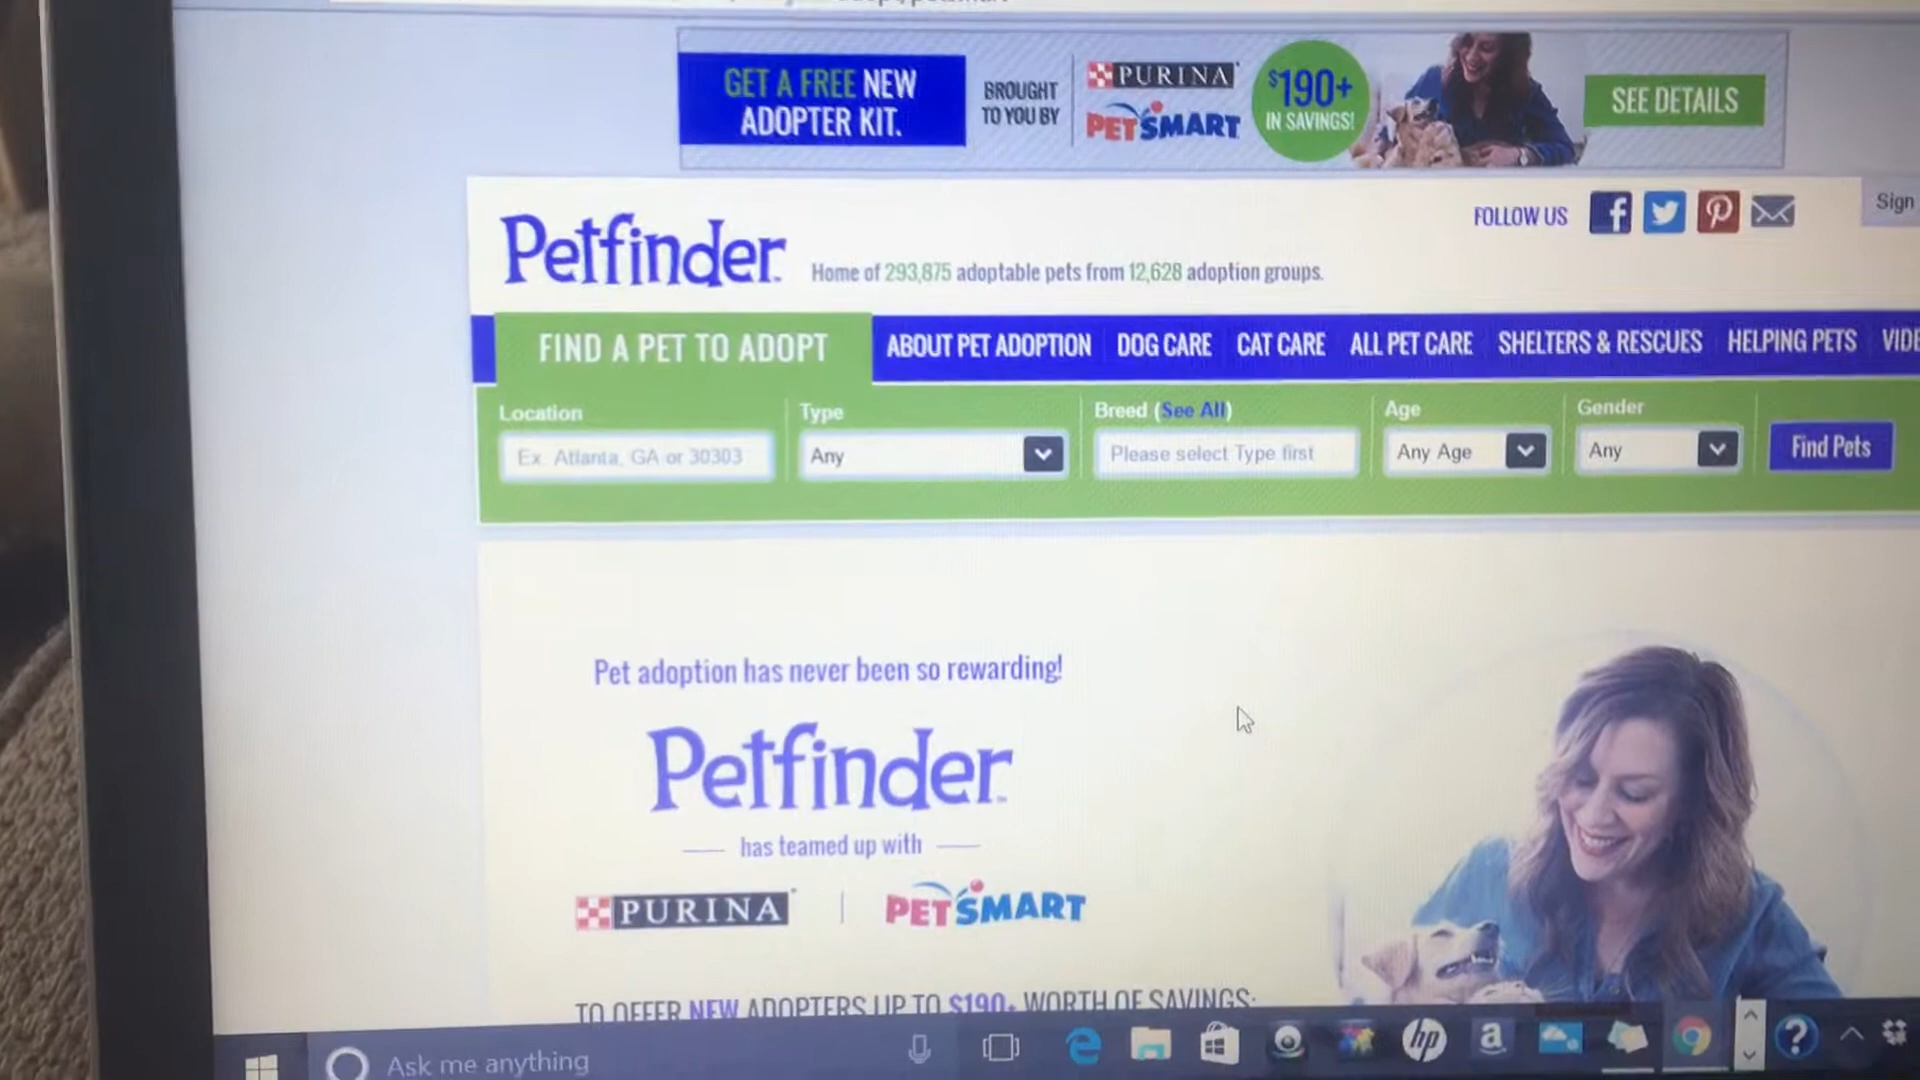 GET A FREE NEW
ADOPTER KIT.
BROUGHT
TO YOU BY
PURINA
PETSMART
$190+
IN SAVINGS!
SEE DETAILS
Petfinder
Home of 293,875 adoptable pets from 12,628 adoption groups.
FOLLOW US
Sign
FIND A PET TO ADOPT
ABOUT PET ADOPTION
DOG CARE
CAT CARE
ALL PET CARE
SHELTERS & RESCUES
HELPING PETS
VIDE
Location
Type
Breed (See All)
Age
Gender
Ex. Atlanta, GA or 30303
Any
Please select Type first
Any Age
Any
Find Pets
Pet adoption has never been so rewarding!
Petfinder
has teamed up with
PURINA
PETSMART
TO OFFER NEW ADOPTERS UP TO $190+ WORTH OF SAVINGS:
Ask me anything
hp
a
?